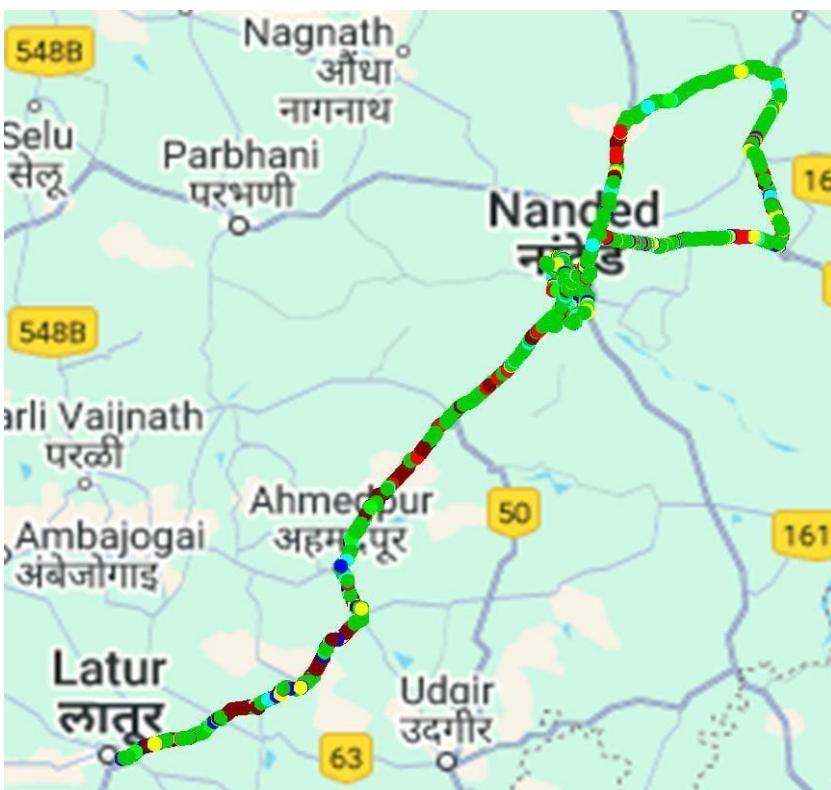 548B
Nagnath
औंधा
नागनाथ
Selu
सेलू
Parbhani
परभणी
16
Nanded
नांदेड
548B
arli Vaijnath
परळी
Ahmedpur
अहमदपूर
50
Ambajogai
अंबेजोगाइ
161
Latur
लातूर
Udgir
उदगीर
63